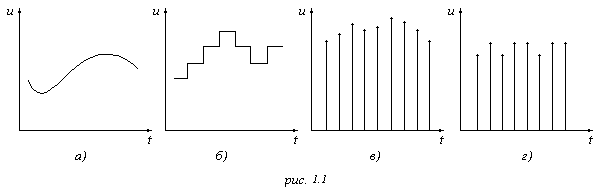 u u u u
t t t t
а) б) в) г)
рис. 1.1